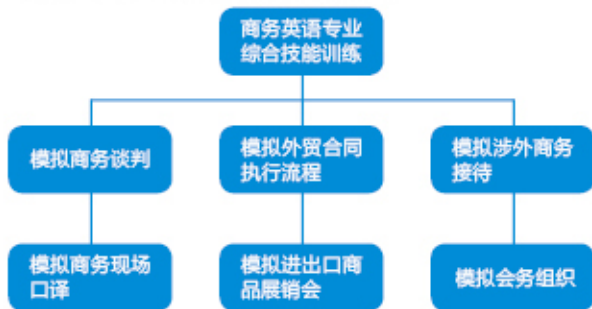 商务英语专业
综合技能训练
模拟商务谈判
模拟外贸合同
执行流程
模拟涉外商务
接待
模拟商务现场
口译
模拟进出口商
品展销会
模拟会务组织